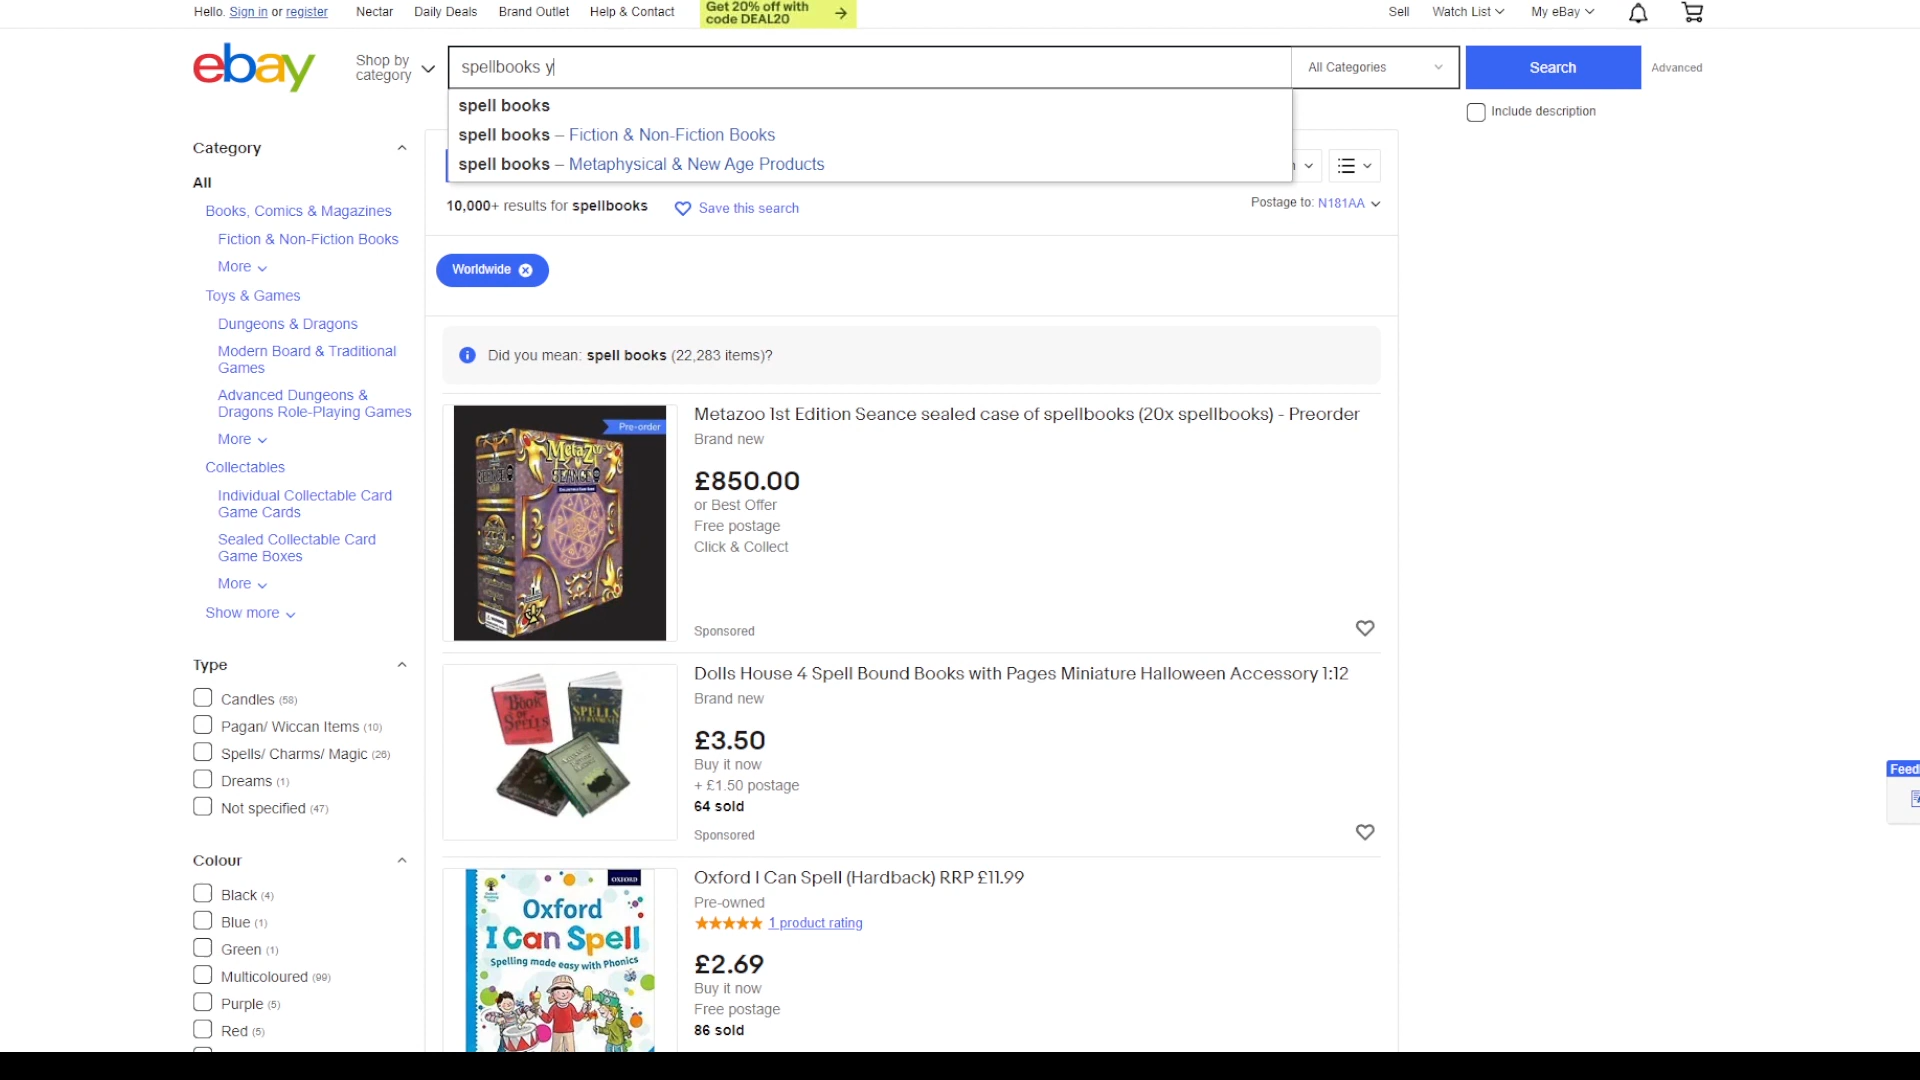 Hello. Sign in or register
Nectar
Daily Deals
Brand Outlet
Help & Contact
Get 20% off with
code DEAL20
Sell
Watch List
My eBay
ebay
Shop by
category
spellbooks y
All Categories
Search
Advanced
Include description
spell books
spell books – Fiction & Non-Fiction Books
spell books – Metaphysical & New Age Products
10,000+ results for spellbooks
Save this search
Postage to: N181AA
Worldwide
Did you mean: spell books (22,283 items)?
Category
All
Books, Comics & Magazines
Fiction & Non-Fiction Books
More
Toys & Games
Dungeons & Dragons
Modern Board & Traditional
Games
Advanced Dungeons &
Dragons Role-Playing Games
More
Collectables
Individual Collectable Card
Game Cards
Sealed Collectable Card
Game Boxes
More
Show more
Type
Candles (58)
Pagan/ Wiccan Items (10)
Spells/ Charms/ Magic (26)
Dreams (1)
Not specified (47)
Colour
Black (4)
Blue (1)
Green (1)
Multicoloured (99)
Purple (5)
Red (5)
Pre-order
MetaZoo
SEANCE
Metazoo 1st Edition Seance sealed case of spellbooks (20x spellbooks) - Preorder
Brand new
£850.00
or Best Offer
Free postage
Click & Collect
Sponsored
Book
of
Spells
SPELLS
Dolls House 4 Spell Bound Books with Pages Miniature Halloween Accessory 1:12
Brand new
£3.50
Buy it now
+ £1.50 postage
64 sold
Sponsored
OXFORD
Oxford
I Can Spell
Spelling made easy with Phonics
Oxford I Can Spell (Hardback) RRP £11.99
Pre-owned
1 product rating
£2.69
Buy it now
Free postage
86 sold